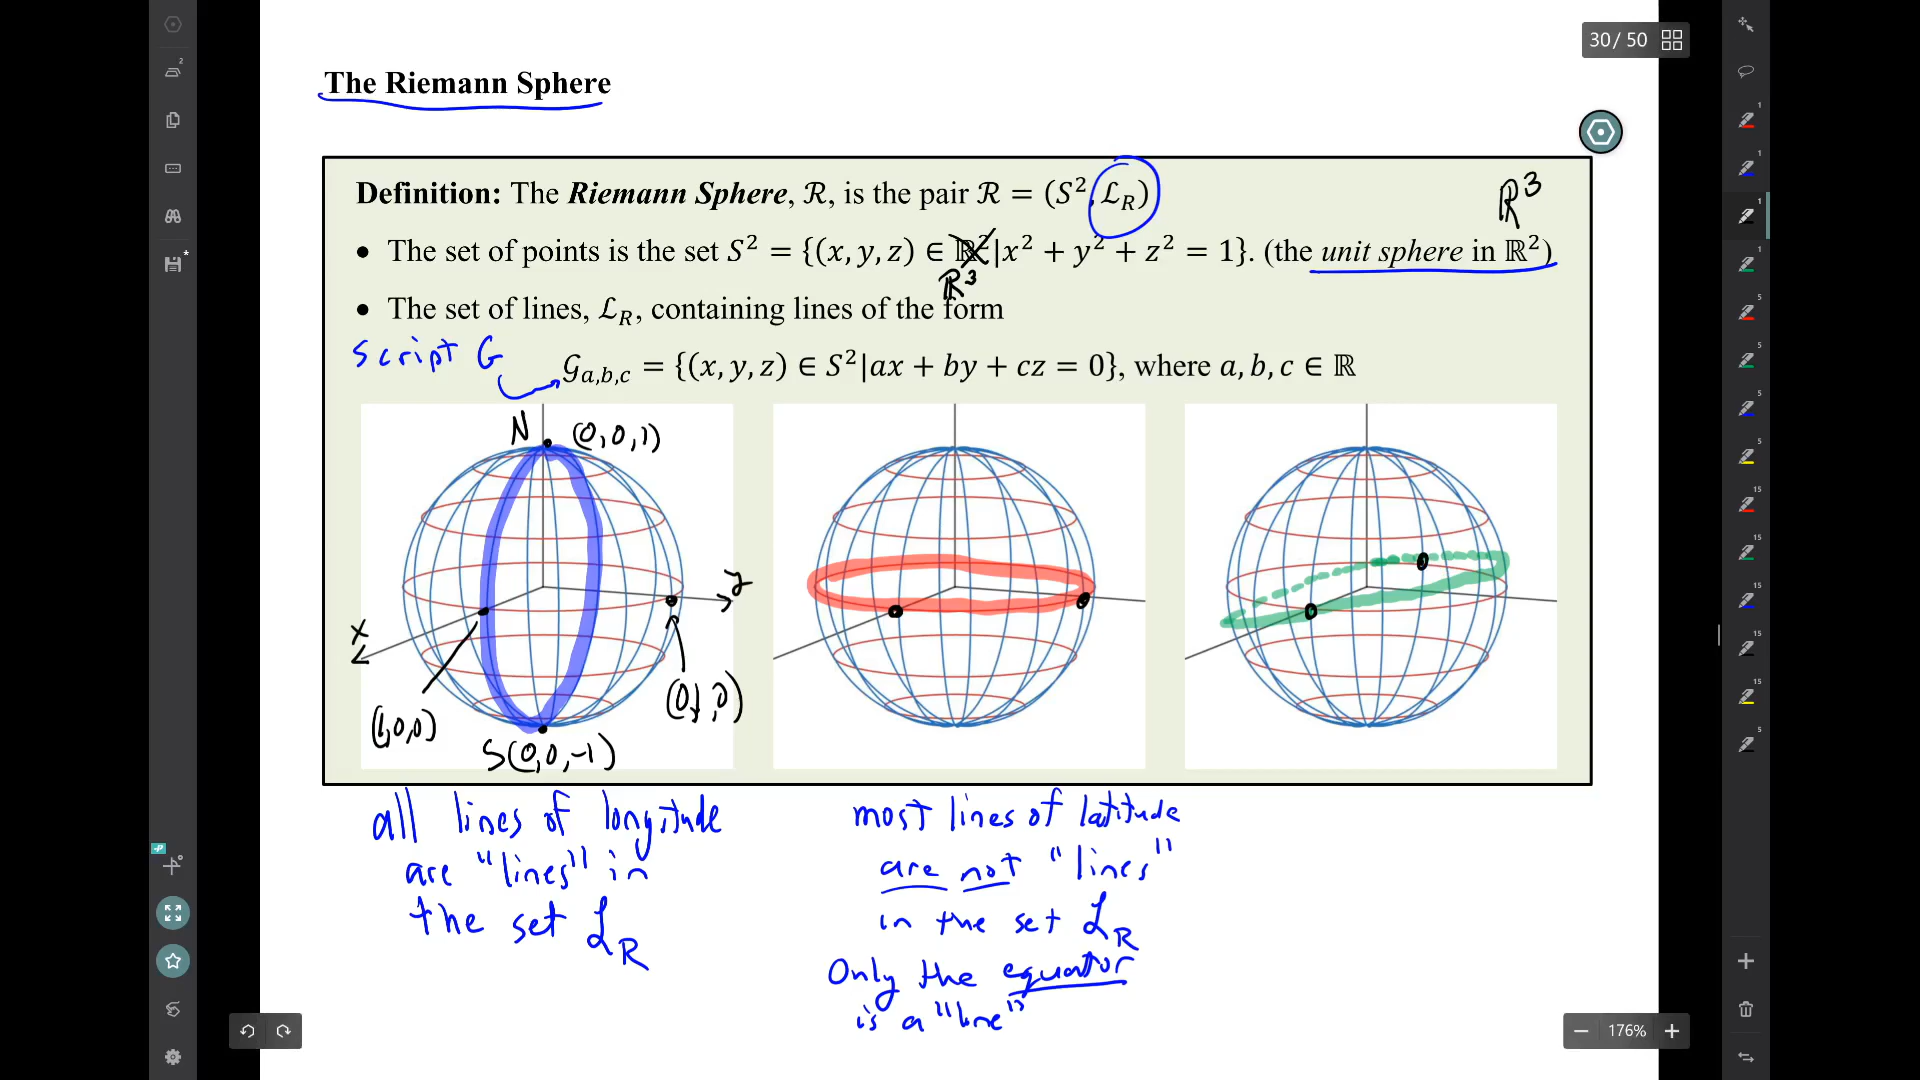 30/ 50
The Riemann Sphere
Definition: The Riemann Sphere, ℛ, is the pair ℛ = (S², ℒ_R)
ℝ³
• The set of points is the set S² = {(x, y, z) ∈ ℝ²|x² + y² + z² = 1}. (the unit sphere in ℝ²)
ℝ³
• The set of lines, ℒ_R, containing lines of the form
script G
𝒢_{a,b,c} = {(x, y, z) ∈ S²|ax + by + cz = 0}, where a, b, c ∈ ℝ
N (0,0,1)
y
x
(1,0,0)
(0,1,0)
S(0,0,-1)
all lines of longitude
are "lines" in
the set ℒ_R
most lines of latitude
are not "lines"
in the set ℒ_R
Only the equator
is a "line"
176%